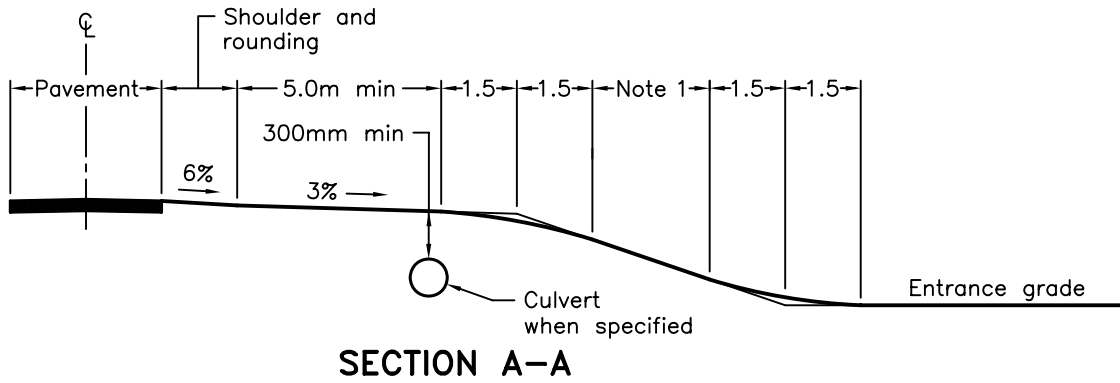 ℄
Shoulder and
rounding
Pavement
5.0m min
1.5
1.5
Note 1
1.5
1.5
300mm min
6%
3%
Entrance grade
Culvert
when specified
SECTION A-A